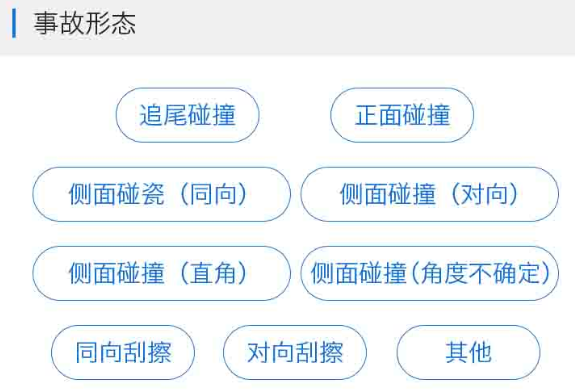 事故形态
追尾碰撞 正面碰撞
侧面碰瓷（同向） 侧面碰撞（对向）
侧面碰撞（直角） 侧面碰撞(角度不确定)
同向刮擦 对向刮擦 其他